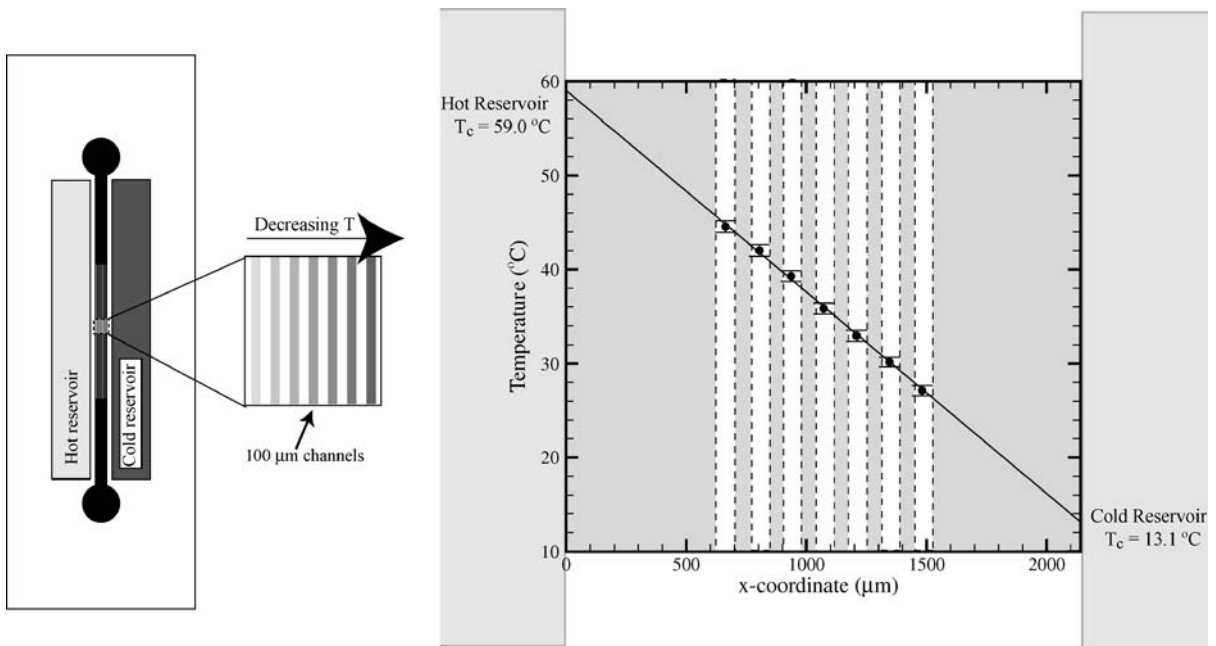 Hot reservoir
Cold reservoir
Decreasing T
100 μm channels
Hot Reservoir
T_c = 59.0 °C
Temperature (°C)
60
50
40
30
20
10
0
500
1000
1500
2000
x-coordinate (μm)
Cold Reservoir
T_c = 13.1 °C